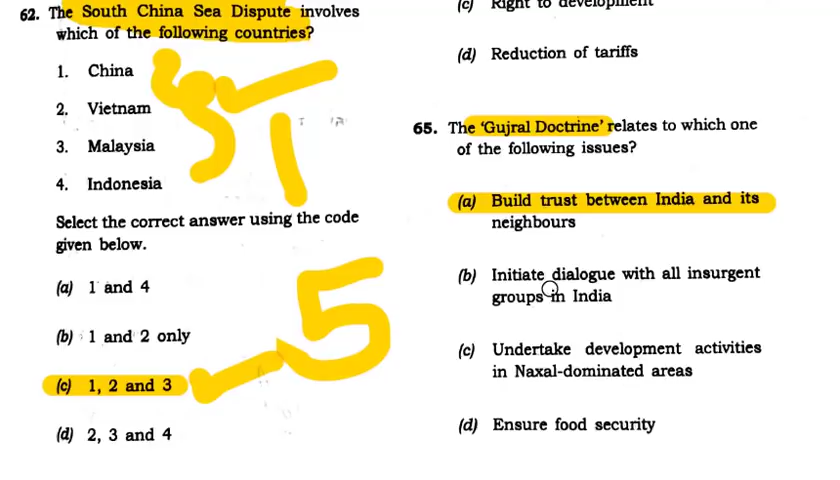 62. The South China Sea Dispute involves
which of the following countries?
1. China
2. Vietnam
3. Malaysia
4. Indonesia
Select the correct answer using the code
given below.
(a) 1 and 4
(b) 1 and 2 only
(c) 1, 2 and 3
(d) 2, 3 and 4
5
(c) Right to development
(d) Reduction of tariffs
65. The ‘Gujral Doctrine’ relates to which one
of the following issues?
(a) Build trust between India and its
neighbours
(b) Initiate dialogue with all insurgent
groups in India
(c) Undertake development activities
in Naxal-dominated areas
(d) Ensure food security